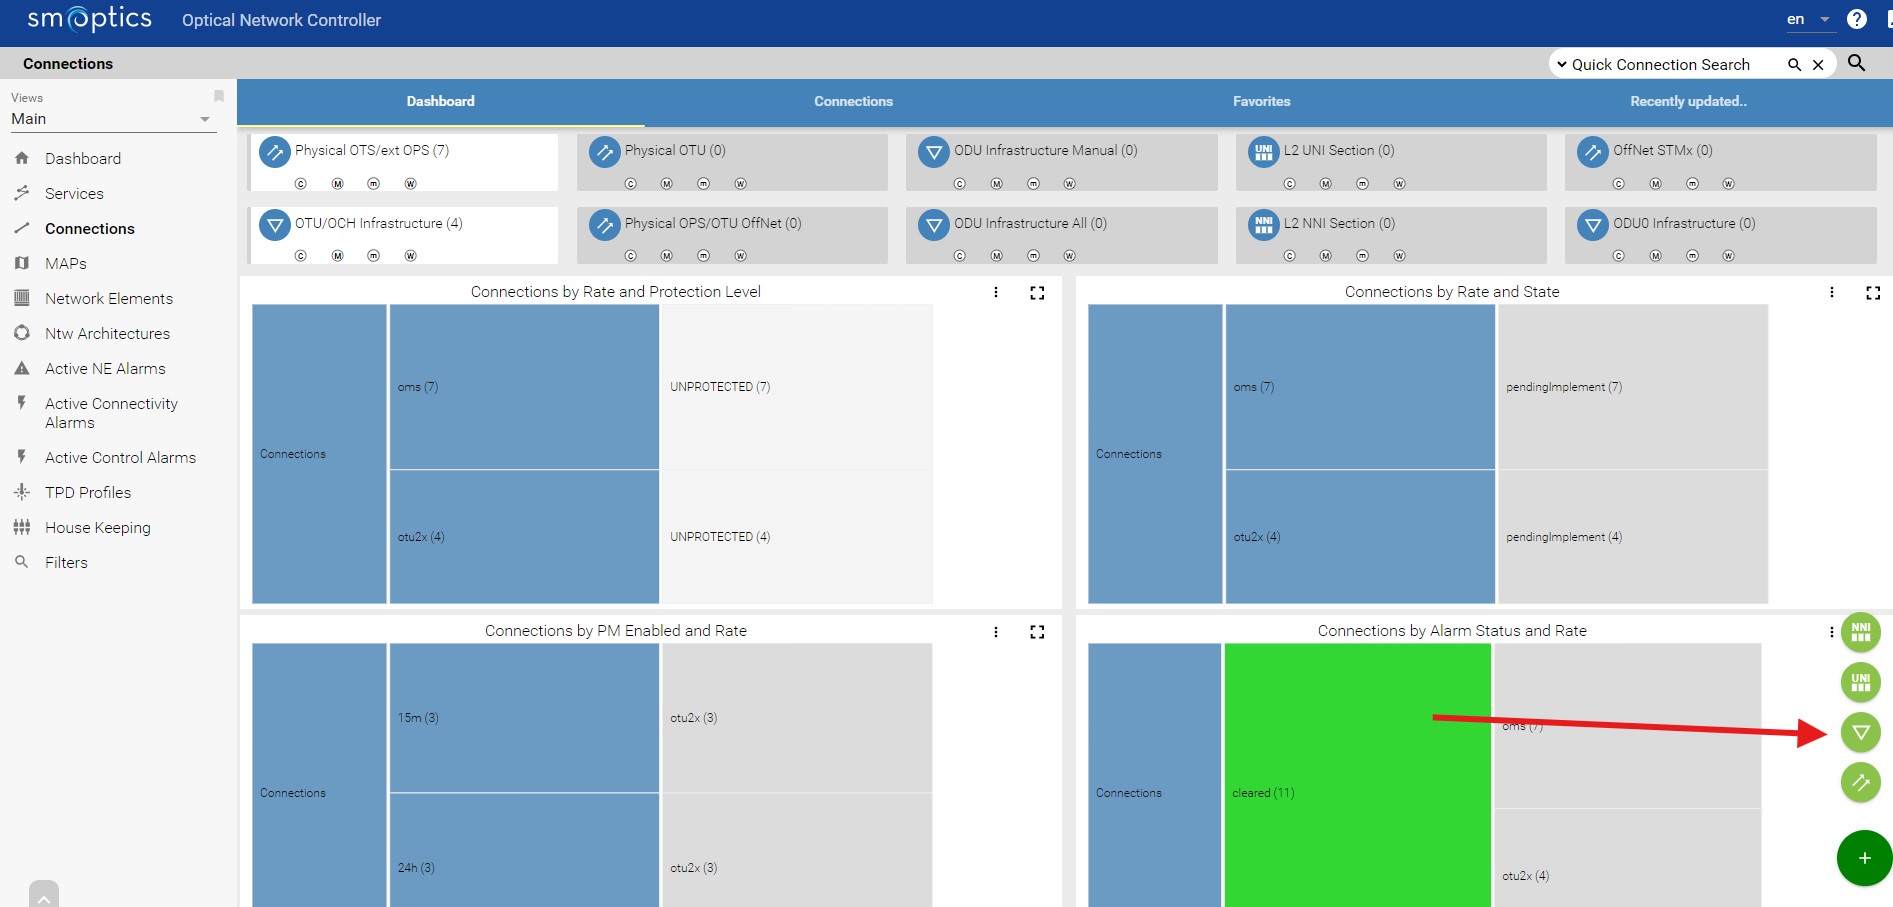 smoptics
Optical Network Controller
en
?
Connections
Quick Connection Search
Views
Main
Dashboard
Services
Connections
MAPs
Network Elements
Ntw Architectures
Active NE Alarms
Active Connectivity
Alarms
Active Control Alarms
TPD Profiles
House Keeping
Filters
Dashboard
Connections
Favorites
Recently updated..
Physical OTS/ext OPS (7)
C M m W
Physical OTU (0)
C M m W
ODU Infrastructure Manual (0)
C M m W
UNI
L2 UNI Section (0)
C M m W
OffNet STMx (0)
C M m W
OTU/OCH Infrastructure (4)
C M m W
Physical OPS/OTU OffNet (0)
C M m W
ODU Infrastructure All (0)
C M m W
NNI
L2 NNI Section (0)
C M m W
ODU0 Infrastructure (0)
C M m W
Connections by Rate and Protection Level
Connections
oms (7)
UNPROTECTED (7)
otu2x (4)
UNPROTECTED (4)
Connections by Rate and State
Connections
oms (7)
pendingImplement (7)
otu2x (4)
pendingImplement (4)
Connections by PM Enabled and Rate
Connections
15m (3)
otu2x (3)
24h (3)
otu2x (3)
Connections by Alarm Status and Rate
Connections
cleared (11)
oms (7)
otu2x (4)
NNI
UNI
+